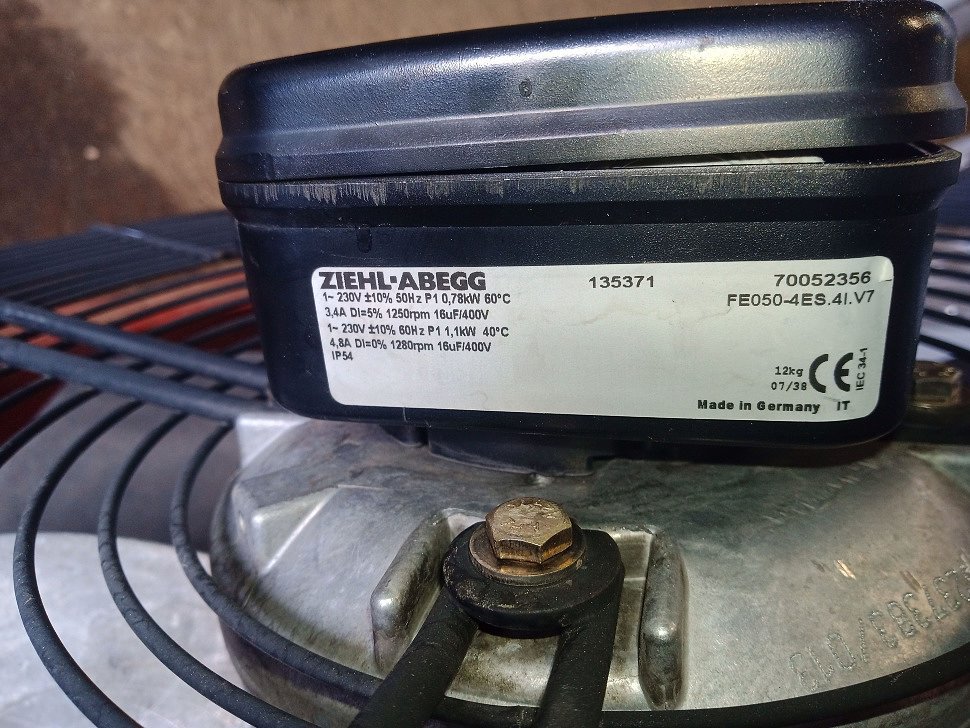 ZIEHL-ABEGG 135371 70052356
1~ 230V ±10% 50Hz P1 0,78kW 60°C FE050-4ES.4I.V7
3,4A DI=5% 1250rpm 16uF/400V
1~ 230V ±10% 60Hz P1 1,1kW 40°C
4,8A DI=0% 1280rpm 16uF/400V
IP54
12kg CE IEC 34-1
07/38
Made in Germany IT